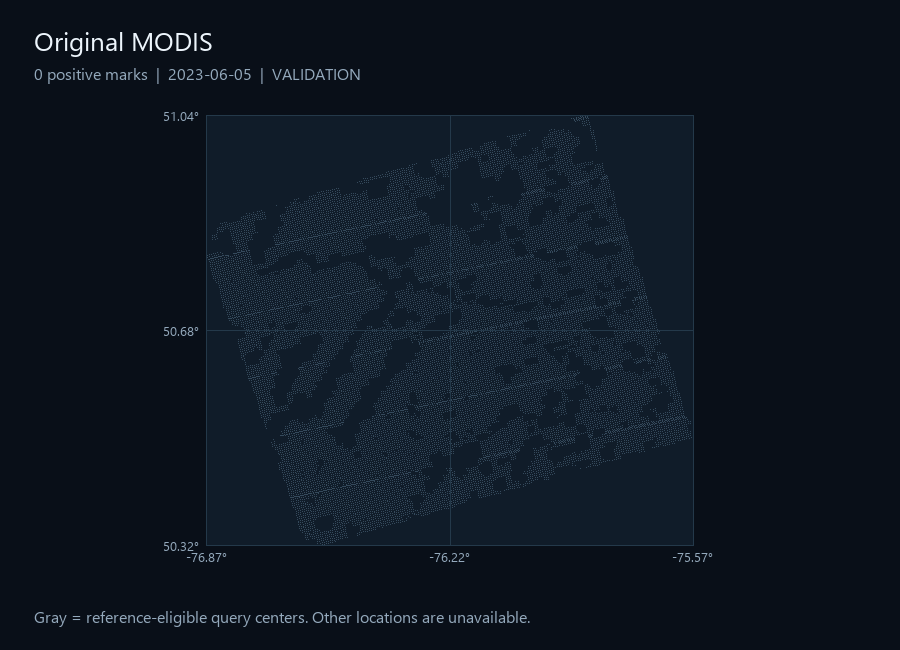 Original MODIS
0 positive marks | 2023-06-05 | VALIDATION
51.04°
50.68°
50.32°
-76.87°
-76.22°
-75.57°
Gray = reference-eligible query centers. Other locations are unavailable.